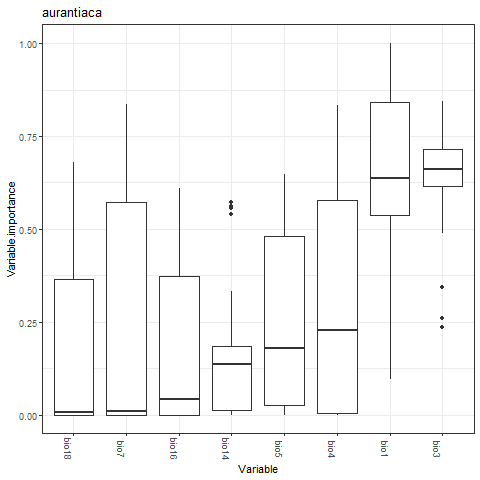 aurantiaca
1.00
0.75
0.50
0.25
0.00
Variable.importance
bio18
bio7
bio16
bio14
bio5
bio4
bio1
bio3
Variable